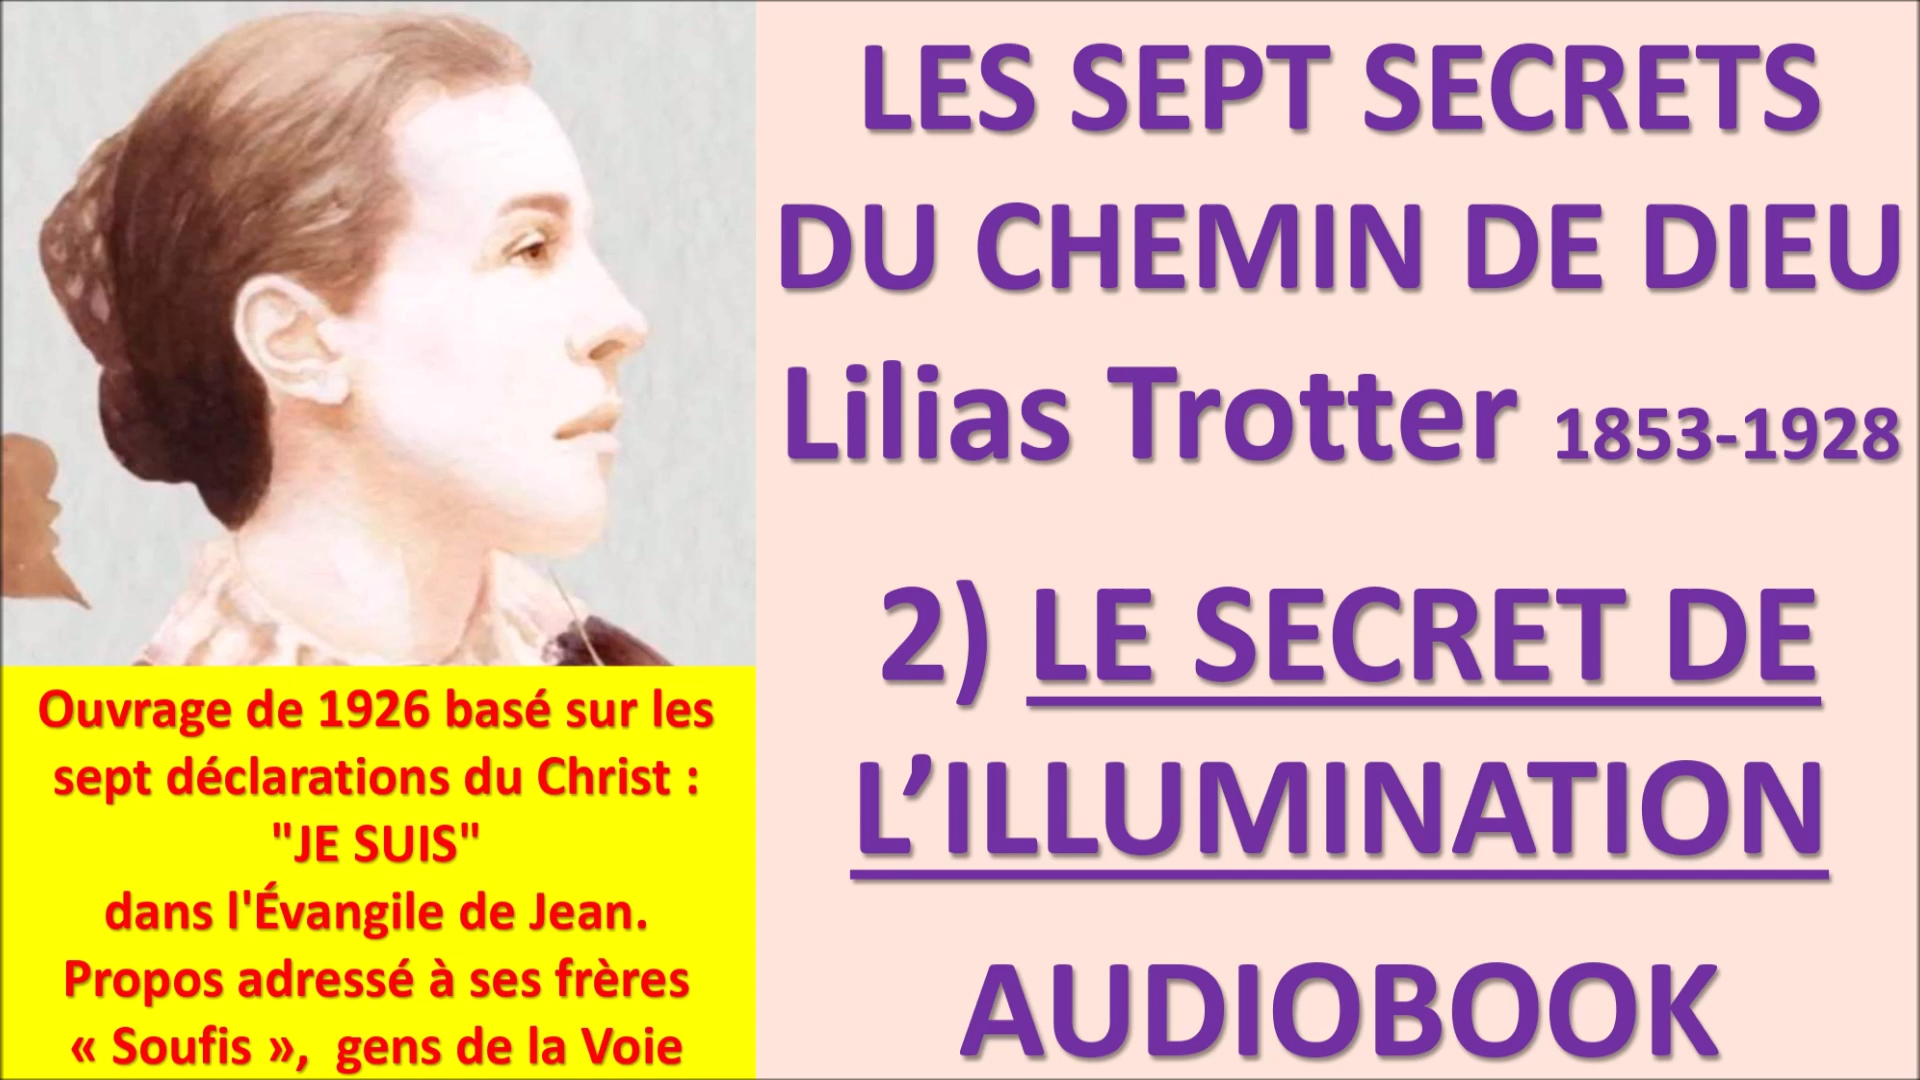 LES SEPT SECRETS
DU CHEMIN DE DIEU
Lilias Trotter 1853-1928
2) LE SECRET DE
L’ILLUMINATION
AUDIOBOOK
Ouvrage de 1926 basé sur les
sept déclarations du Christ :
"JE SUIS"
dans l'Évangile de Jean.
Propos adressé à ses frères
« Soufis », gens de la Voie